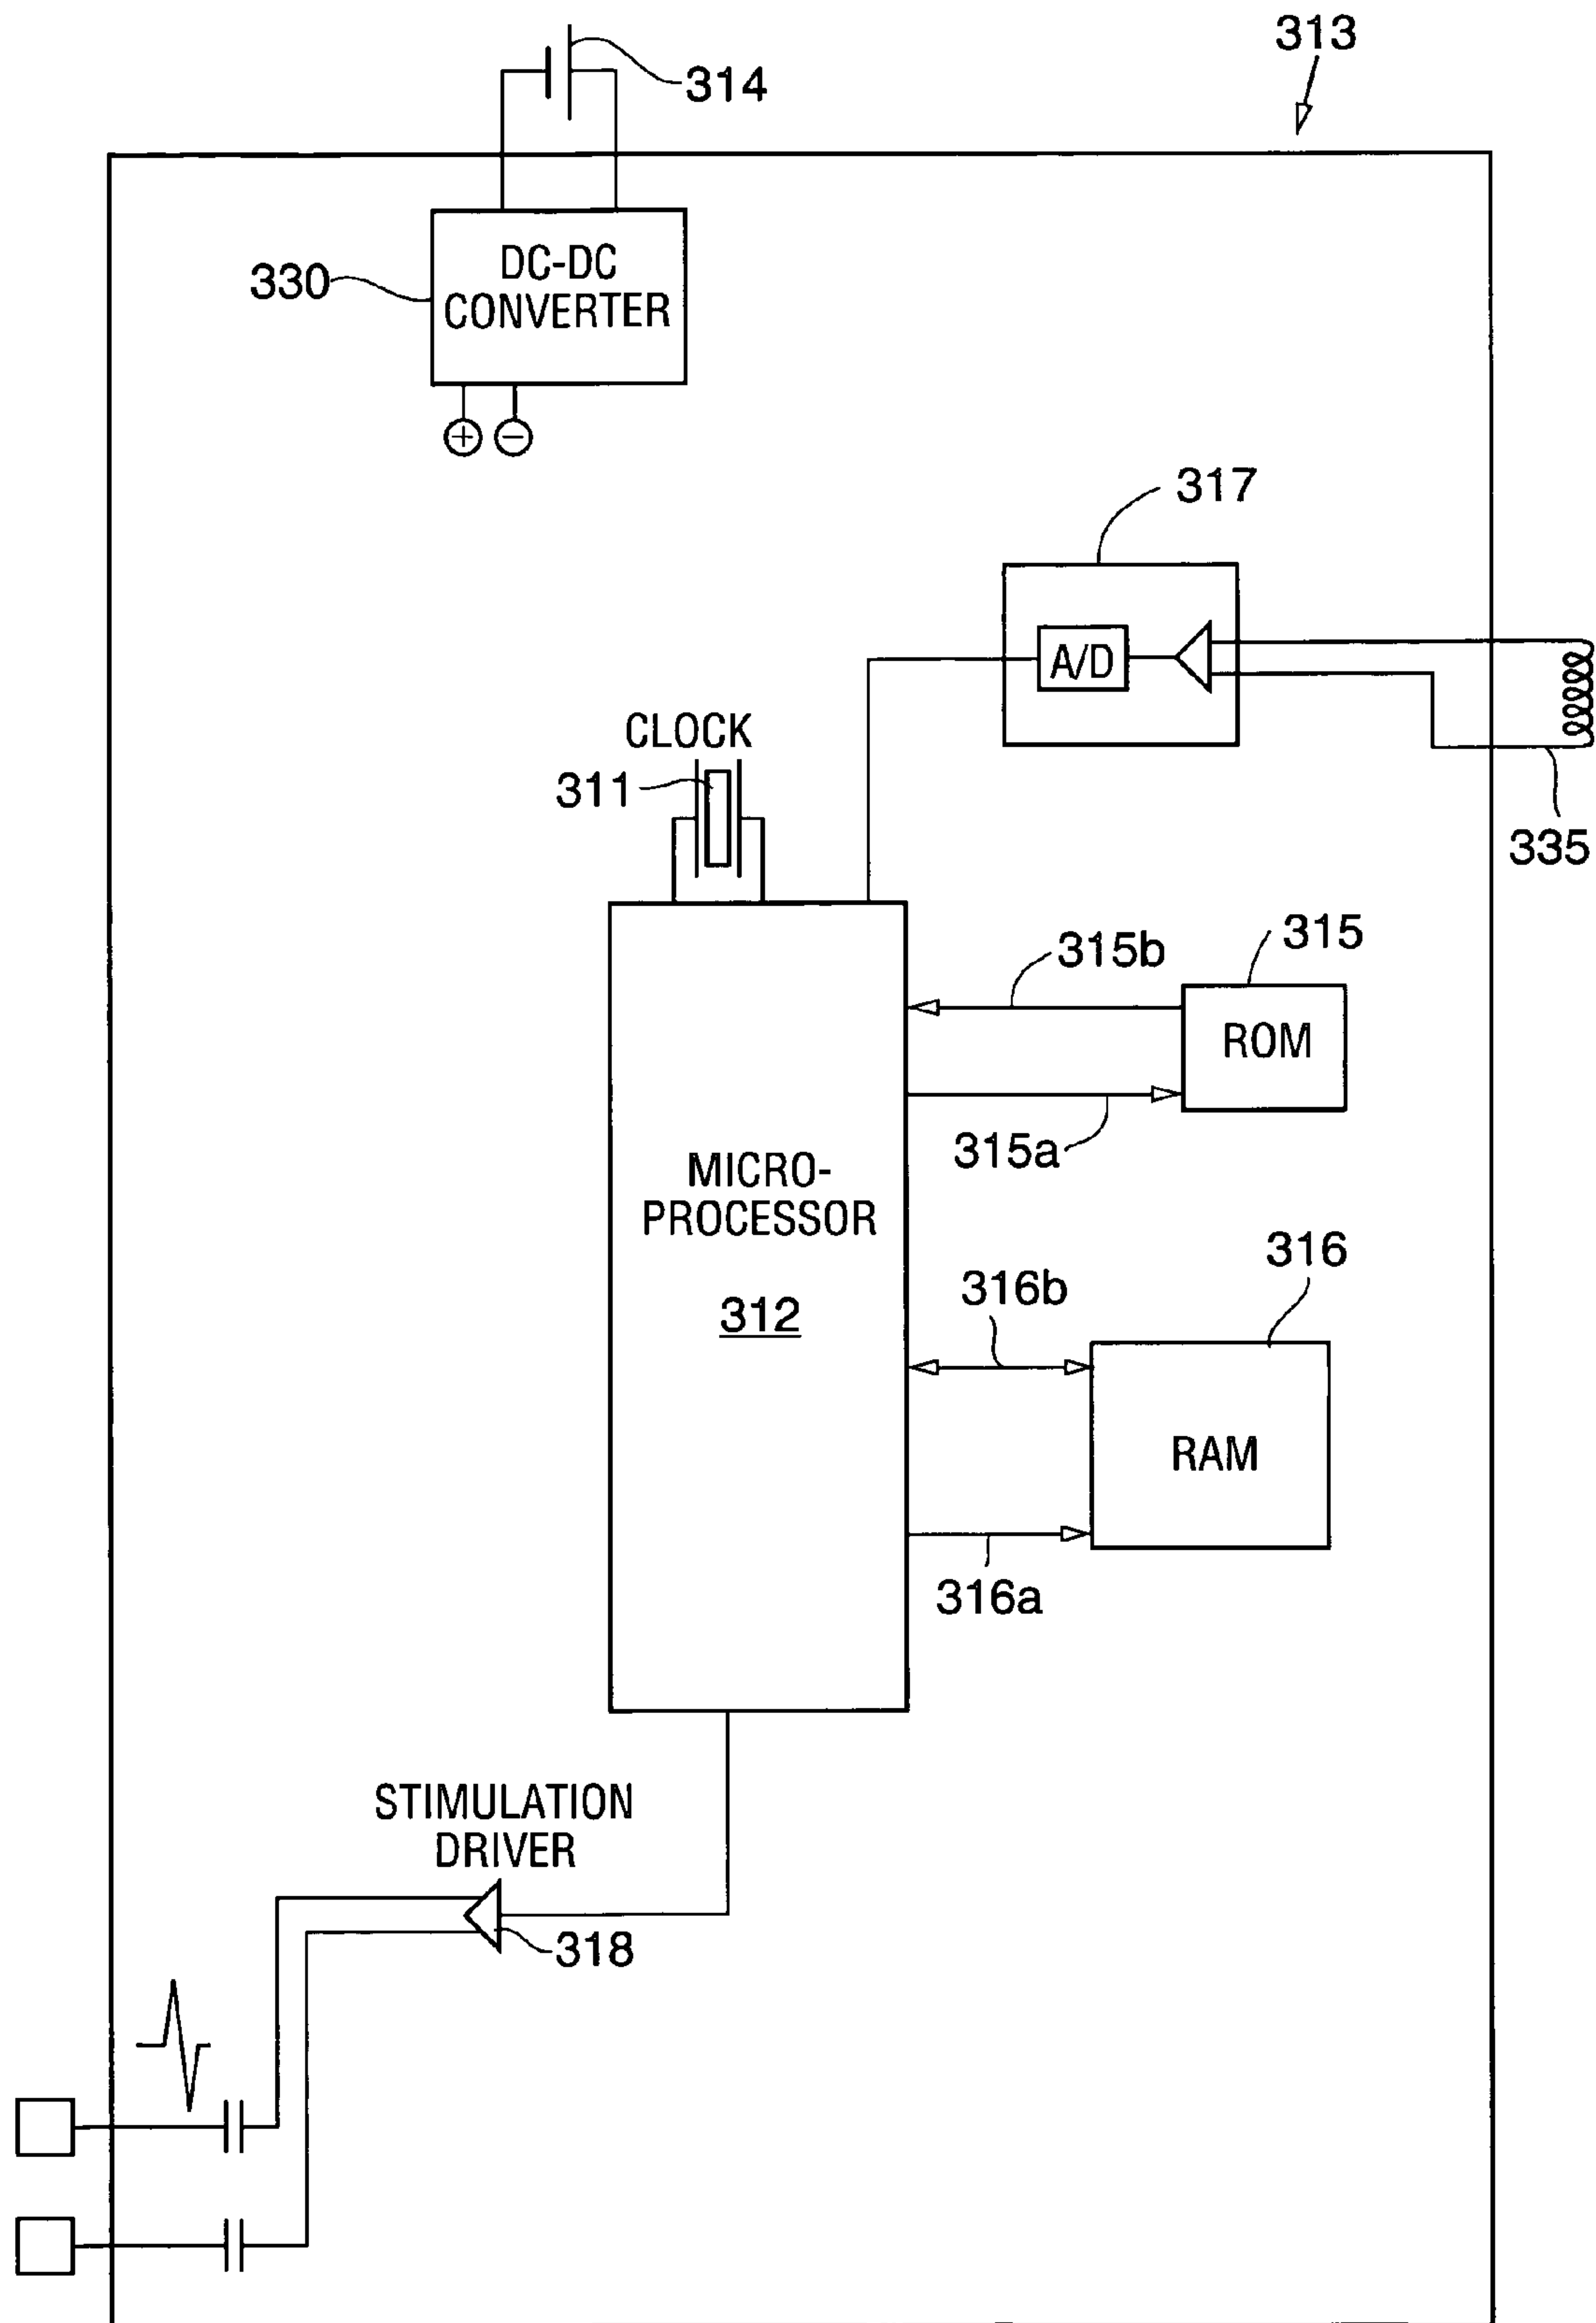 313
314
DC-DC
CONVERTER
330
+ −
317
A/D
CLOCK
311
335
315b
315
ROM
315a
MICRO-
PROCESSOR
312
316
316b
RAM
316a
STIMULATION
DRIVER
318